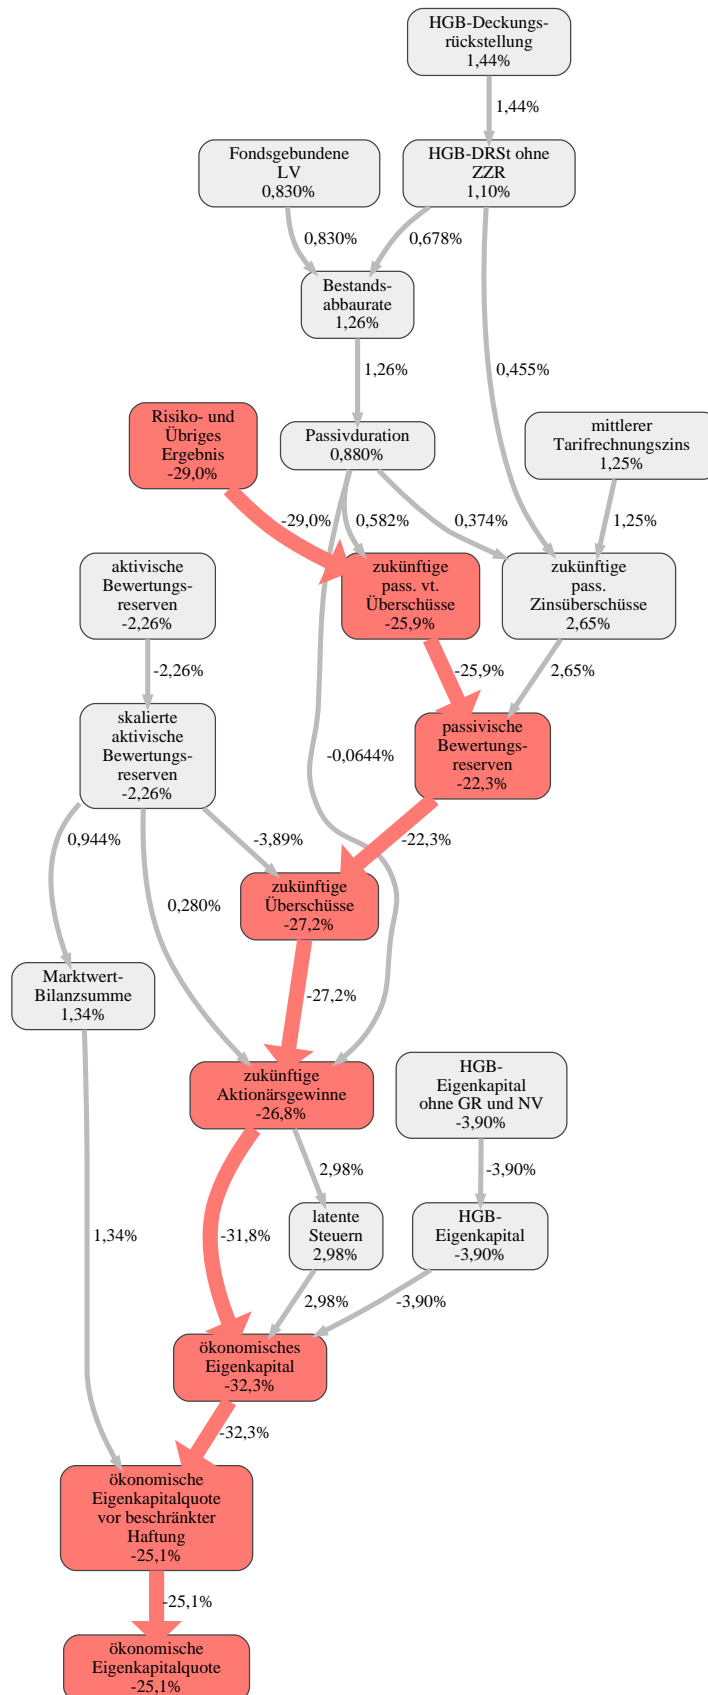 HGB-Deckungs-
rückstellung
1,44%
1,44%
Fondsgebundene
LV
0,830%
HGB-DRSt ohne
ZZR
1,10%
0,830%
0,678%
Bestands-
abbaurate
1,26%
1,26%
0,455%
Risiko- und
Übriges
Ergebnis
-29,0%
Passivduration
0,880%
mittlerer
Tarifrechnungszins
1,25%
-29,0%
0,582%
0,374%
1,25%
aktivische
Bewertungs-
reserven
-2,26%
zukünftige
pass. vt.
Überschüsse
-25,9%
zukünftige
pass.
Zinsüberschüsse
2,65%
-2,26%
-25,9%
2,65%
skalierte
aktivische
Bewertungs-
reserven
-2,26%
-0,0644%
passivische
Bewertungs-
reserven
-22,3%
0,944%
-3,89%
-22,3%
0,280%
zukünftige
Überschüsse
-27,2%
Marktwert-
Bilanzsumme
1,34%
-27,2%
zukünftige
Aktionärsgewinne
-26,8%
HGB-
Eigenkapital
ohne GR und NV
-3,90%
2,98%
-3,90%
1,34%
-31,8%
latente
Steuern
2,98%
HGB-
Eigenkapital
-3,90%
2,98%
-3,90%
ökonomisches
Eigenkapital
-32,3%
-32,3%
ökonomische
Eigenkapitalquote
vor beschränkter
Haftung
-25,1%
-25,1%
ökonomische
Eigenkapitalquote
-25,1%